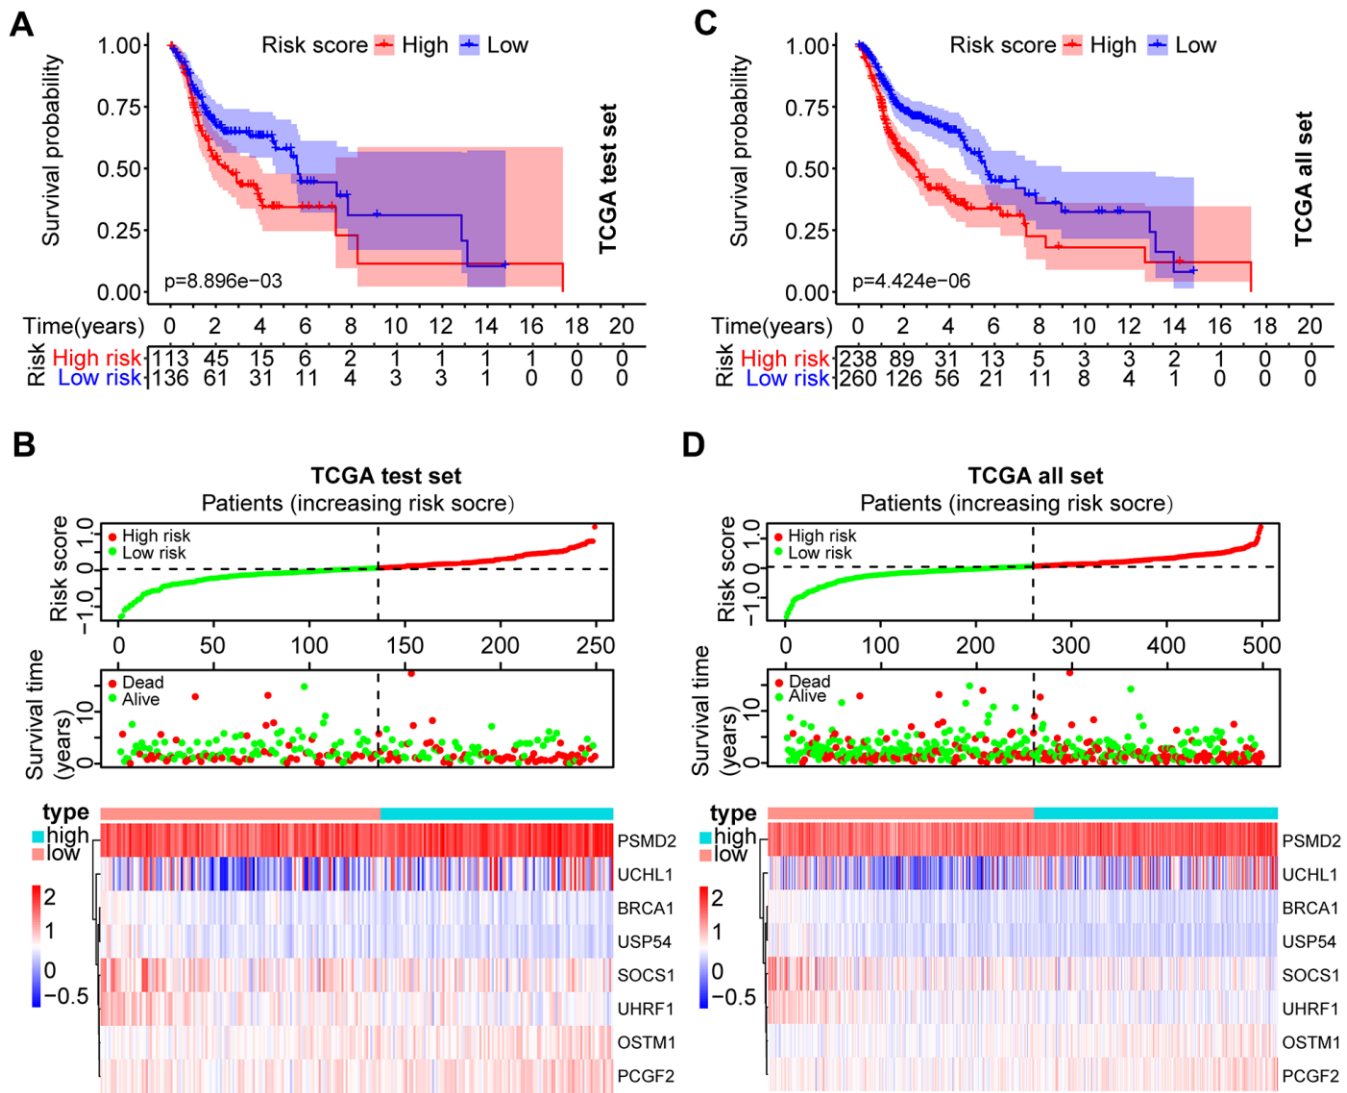 A
Risk score High Low
Survival probability
1.00
0.75
0.50
0.25
0.00
p=8.896e−03
TCGA test set
Time(years) 0 2 4 6 8 10 12 14 16 18 20
Risk
High risk 113 45 15 6 2 1 1 1 1 0 0
Low risk 136 61 31 11 4 3 3 1 0 0 0
C
Risk score High Low
Survival probability
1.00
0.75
0.50
0.25
0.00
p=4.424e−06
TCGA all set
Time(years) 0 2 4 6 8 10 12 14 16 18 20
Risk
High risk 238 89 31 13 5 3 3 2 1 0 0
Low risk 260 126 56 21 11 8 4 1 0 0 0
B
TCGA test set
Patients (increasing risk socre)
Risk score
−1.0 0 1.0
High risk
Low risk
0 50 100 150 200 250
Survival time
(years)
0 10
Dead
Alive
type
high
low
2
1
0
−0.5
PSMD2
UCHL1
BRCA1
USP54
SOCS1
UHRF1
OSTM1
PCGF2
D
TCGA all set
Patients (increasing risk socre)
Risk score
−1.0 0 1.0
High risk
Low risk
0 100 200 300 400 500
Survival time
(years)
0 10
Dead
Alive
type
high
low
2
1
0
−0.5
PSMD2
UCHL1
BRCA1
USP54
SOCS1
UHRF1
OSTM1
PCGF2